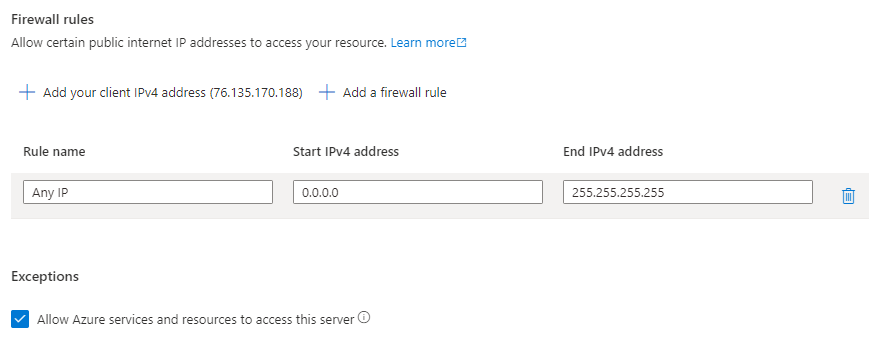 Firewall rules
Allow certain public internet IP addresses to access your resource. Learn more
Add your client IPv4 address (76.135.170.188) Add a firewall rule
Rule name Start IPv4 address End IPv4 address
Any IP 0.0.0.0 255.255.255.255
Exceptions
Allow Azure services and resources to access this server